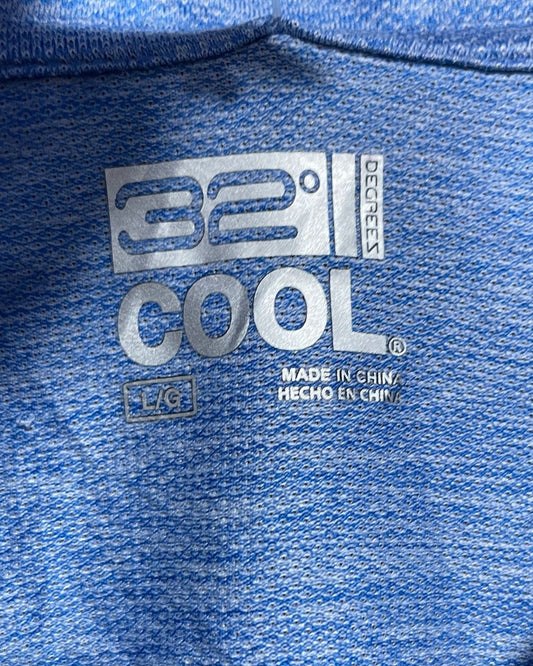 32°
DEGREES
COOL®
L/G
MADE IN CHINA
HECHO EN CHINA